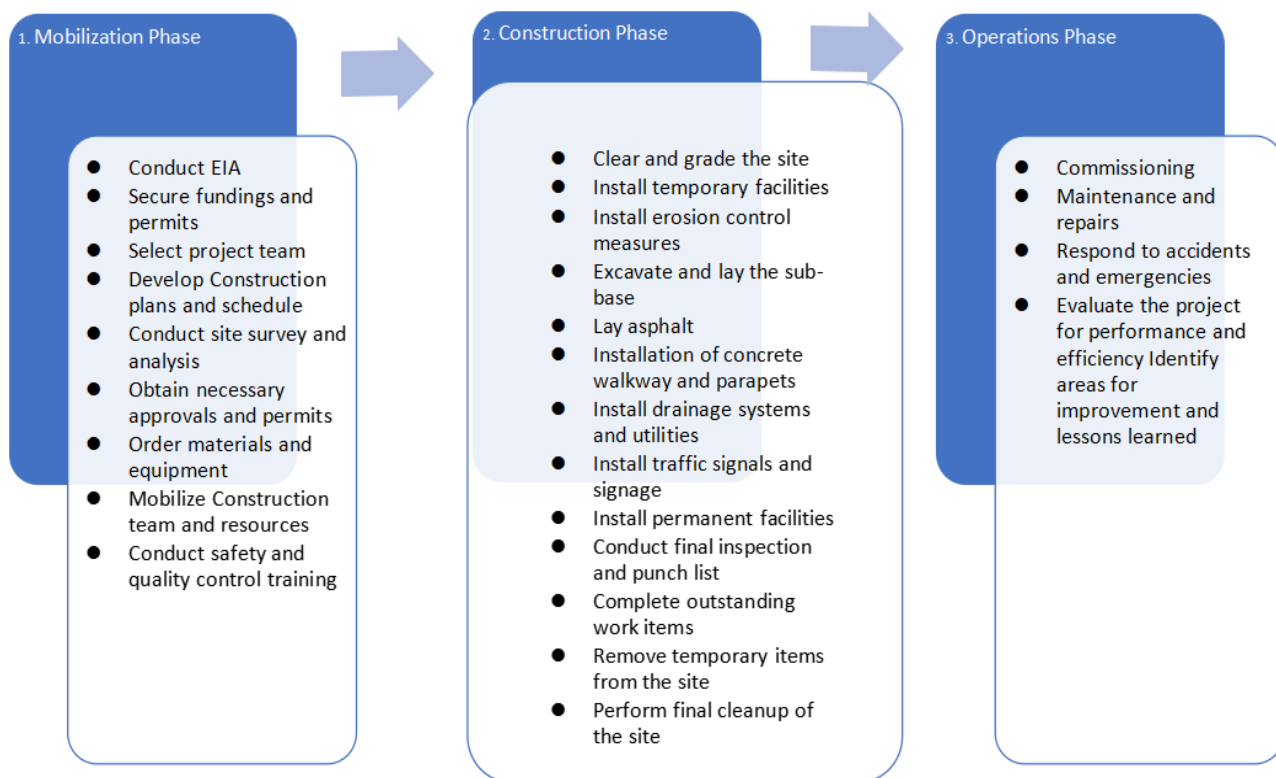 1. Mobilization Phase
● Conduct EIA
● Secure fundings and
permits
● Select project team
● Develop Construction
plans and schedule
● Conduct site survey and
analysis
● Obtain necessary
approvals and permits
● Order materials and
equipment
● Mobilize Construction
team and resources
● Conduct safety and
quality control training
2. Construction Phase
● Clear and grade the site
● Install temporary facilities
● Install erosion control
measures
● Excavate and lay the sub-
base
● Lay asphalt
● Installation of concrete
walkway and parapets
● Install drainage systems
and utilities
● Install traffic signals and
signage
● Install permanent facilities
● Conduct final inspection
and punch list
● Complete outstanding
work items
● Remove temporary items
from the site
● Perform final cleanup of
the site
3. Operations Phase
● Commissioning
● Maintenance and
repairs
● Respond to accidents
and emergencies
● Evaluate the project
for performance and
efficiency Identify
areas for
improvement and
lessons learned